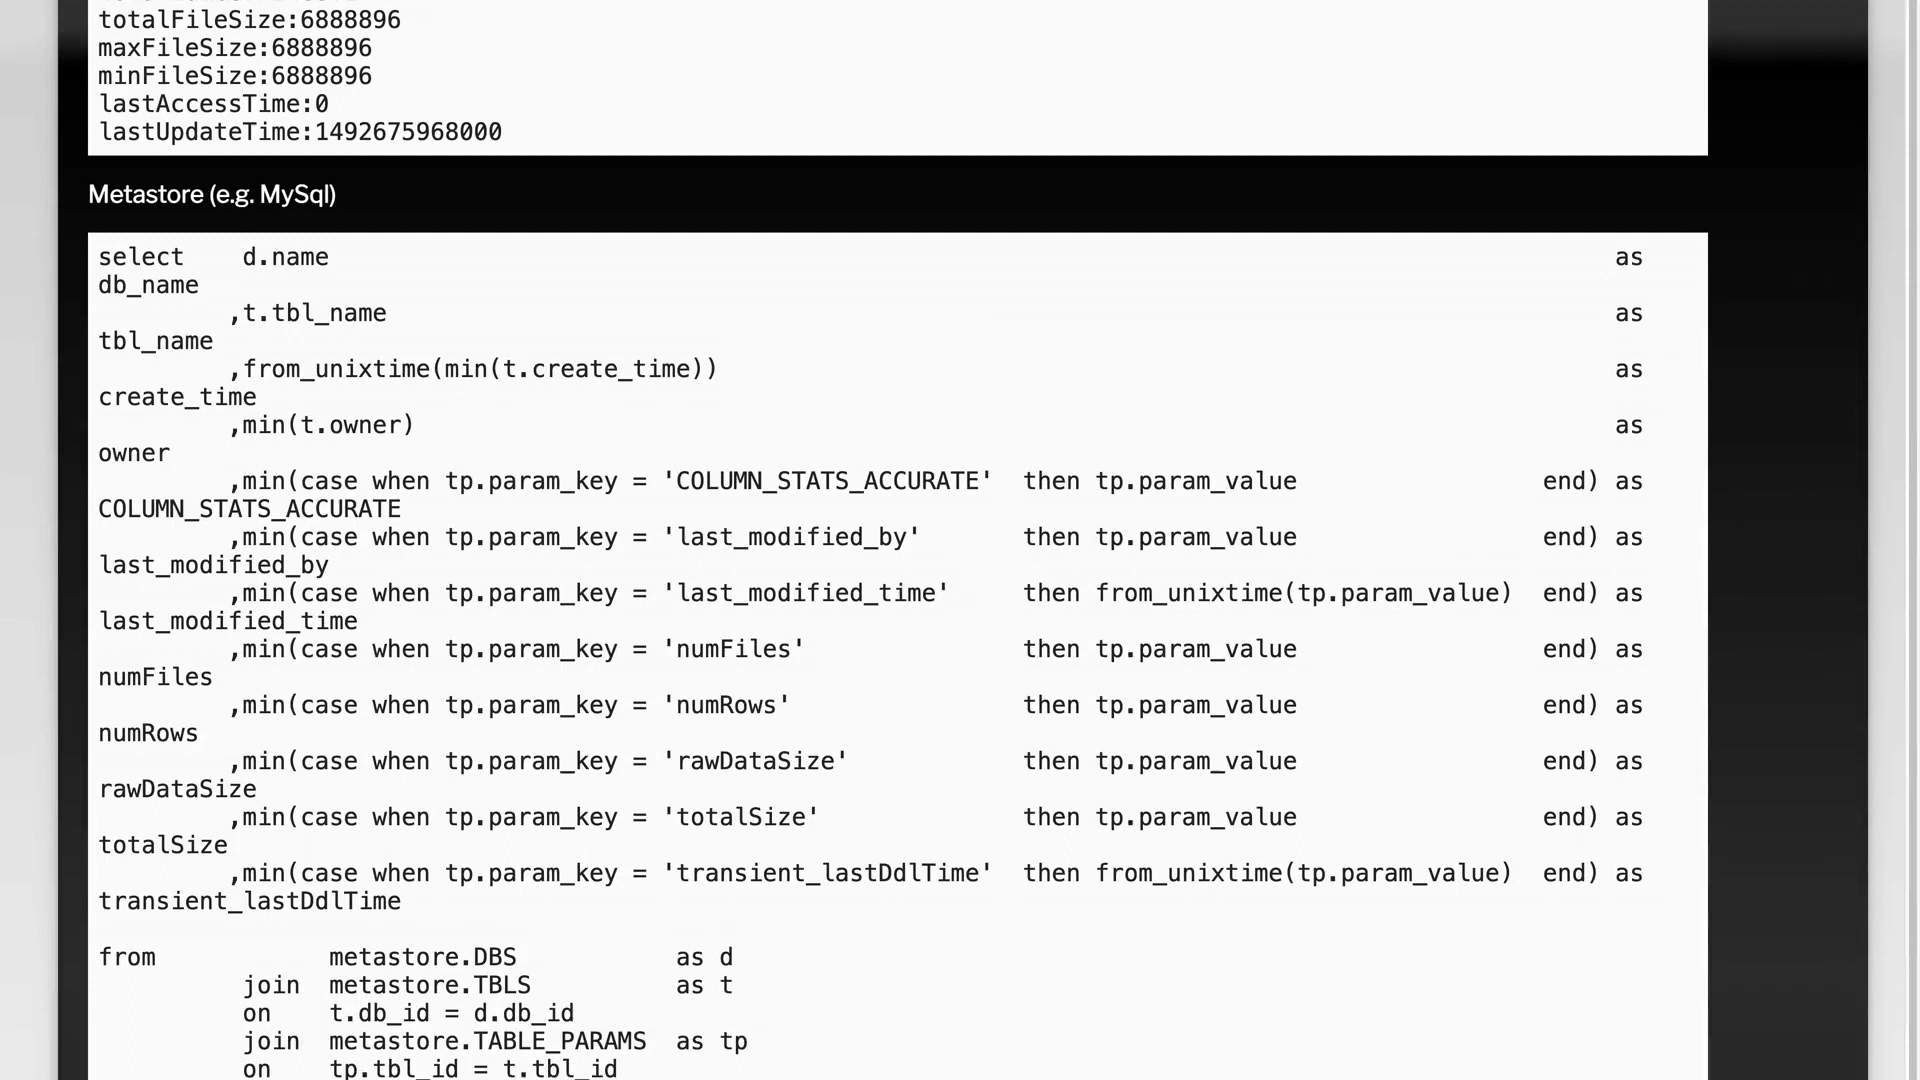 totalFileSize:6888896
maxFileSize:6888896
minFileSize:6888896
lastAccessTime:0
lastUpdateTime:1492675968000
Metastore (e.g. MySql)
select    d.name                                                                                         as
db_name
         ,t.tbl_name                                                                                     as
tbl_name
         ,from_unixtime(min(t.create_time))                                                              as
create_time
         ,min(t.owner)                                                                                   as
owner
         ,min(case when tp.param_key = 'COLUMN_STATS_ACCURATE'  then tp.param_value                 end) as
COLUMN_STATS_ACCURATE
         ,min(case when tp.param_key = 'last_modified_by'       then tp.param_value                 end) as
last_modified_by
         ,min(case when tp.param_key = 'last_modified_time'     then from_unixtime(tp.param_value)  end) as
last_modified_time
         ,min(case when tp.param_key = 'numFiles'               then tp.param_value                 end) as
numFiles
         ,min(case when tp.param_key = 'numRows'                then tp.param_value                 end) as
numRows
         ,min(case when tp.param_key = 'rawDataSize'            then tp.param_value                 end) as
rawDataSize
         ,min(case when tp.param_key = 'totalSize'              then tp.param_value                 end) as
totalSize
         ,min(case when tp.param_key = 'transient_lastDdlTime'  then from_unixtime(tp.param_value)  end) as
transient_lastDdlTime
from            metastore.DBS           as d
          join  metastore.TBLS          as t
          on    t.db_id = d.db_id
          join  metastore.TABLE_PARAMS  as tp
          on    tp.tbl_id = t.tbl_id